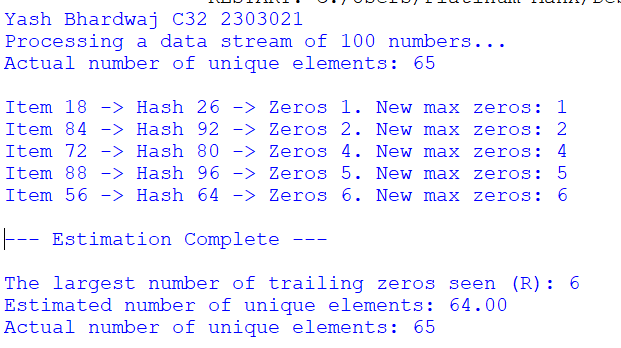 Yash Bhardwaj C32 2303021
Processing a data stream of 100 numbers...
Actual number of unique elements: 65
Item 18 -> Hash 26 -> Zeros 1. New max zeros: 1
Item 84 -> Hash 92 -> Zeros 2. New max zeros: 2
Item 72 -> Hash 80 -> Zeros 4. New max zeros: 4
Item 88 -> Hash 96 -> Zeros 5. New max zeros: 5
Item 56 -> Hash 64 -> Zeros 6. New max zeros: 6
--- Estimation Complete ---
The largest number of trailing zeros seen (R): 6
Estimated number of unique elements: 64.00
Actual number of unique elements: 65